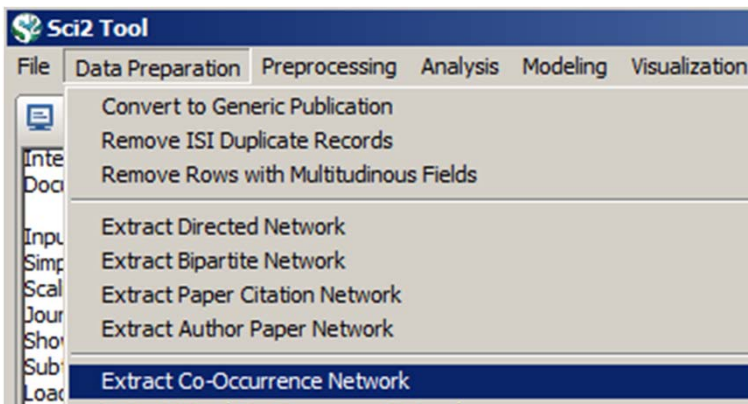 Sci2 Tool
File Data Preparation Preprocessing Analysis Modeling Visualization
Convert to Generic Publication
Remove ISI Duplicate Records
Remove Rows with Multitudinous Fields
Extract Directed Network
Extract Bipartite Network
Extract Paper Citation Network
Extract Author Paper Network
Extract Co-Occurrence Network